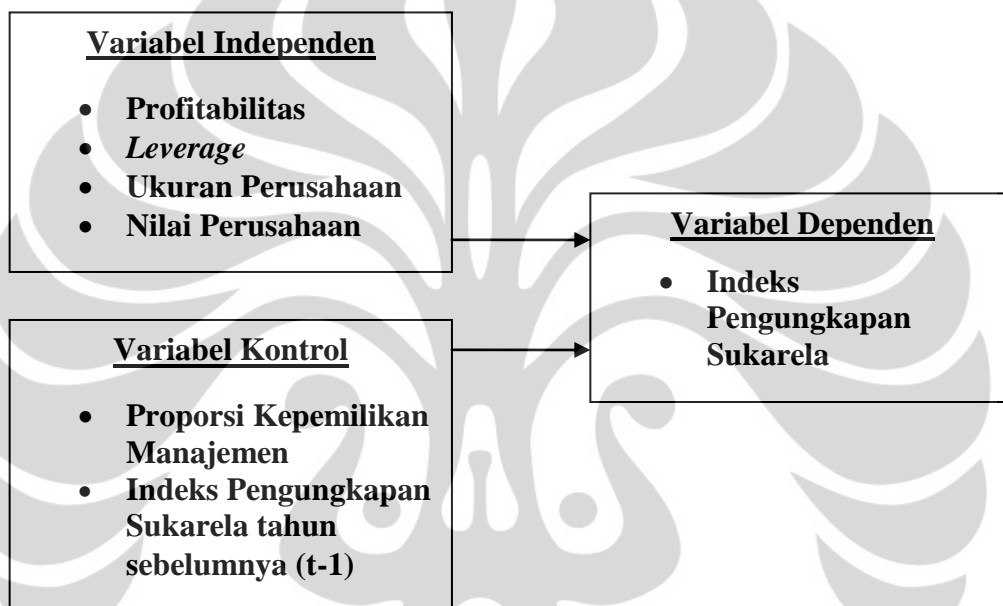 Variabel Independen
• Profitabilitas
• Leverage
• Ukuran Perusahaan
• Nilai Perusahaan
Variabel Kontrol
• Proporsi Kepemilikan
Manajemen
• Indeks Pengungkapan
Sukarela tahun
sebelumnya (t-1)
Variabel Dependen
• Indeks
Pengungkapan
Sukarela